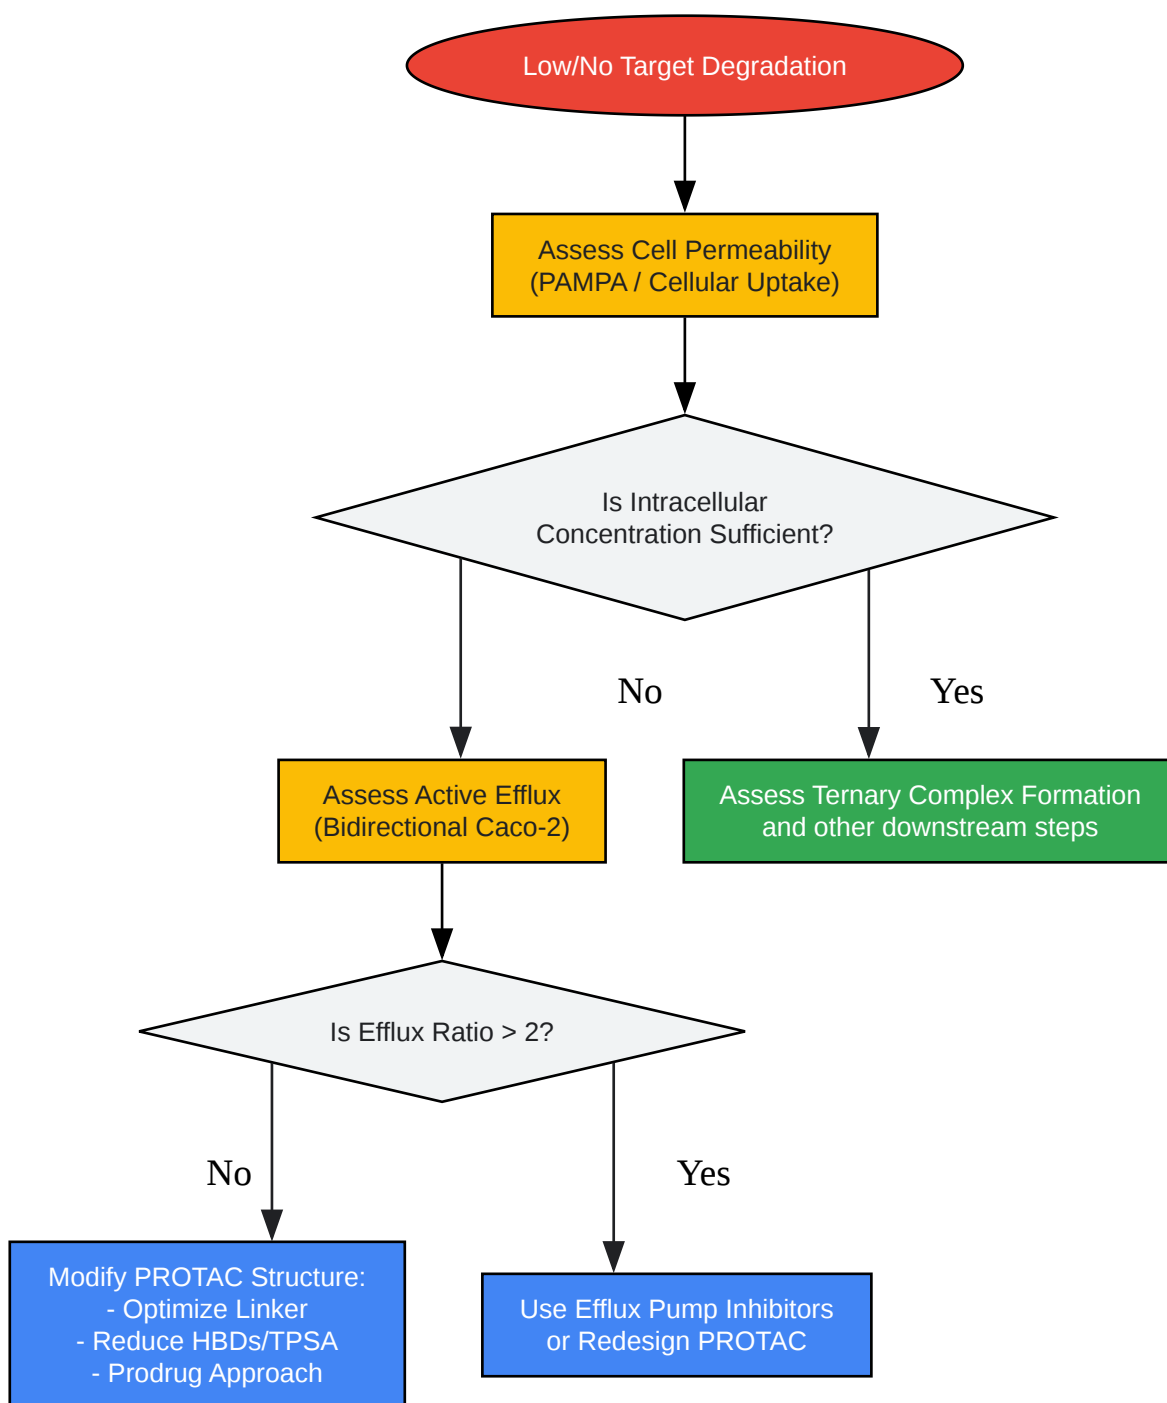 Low/No Target Degradation
Assess Cell Permeability
(PAMPA / Cellular Uptake)
Is Intracellular
Concentration Sufficient?
No
Yes
Assess Active Efflux
(Bidirectional Caco-2)
Assess Ternary Complex Formation
and other downstream steps
Is Efflux Ratio > 2?
No
Yes
Modify PROTAC Structure:
- Optimize Linker
- Reduce HBDs/TPSA
- Prodrug Approach
Use Efflux Pump Inhibitors
or Redesign PROTAC